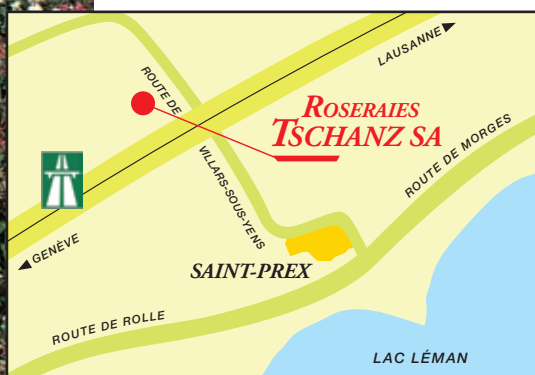 LAUSANNE
ROUTE DE
VILLARS-SOUS-YENS
ROSERAIES
TSCHANZ SA
ROUTE DE MORGES
GENÈVE
SAINT-PREX
ROUTE DE ROLLE
LAC LÉMAN